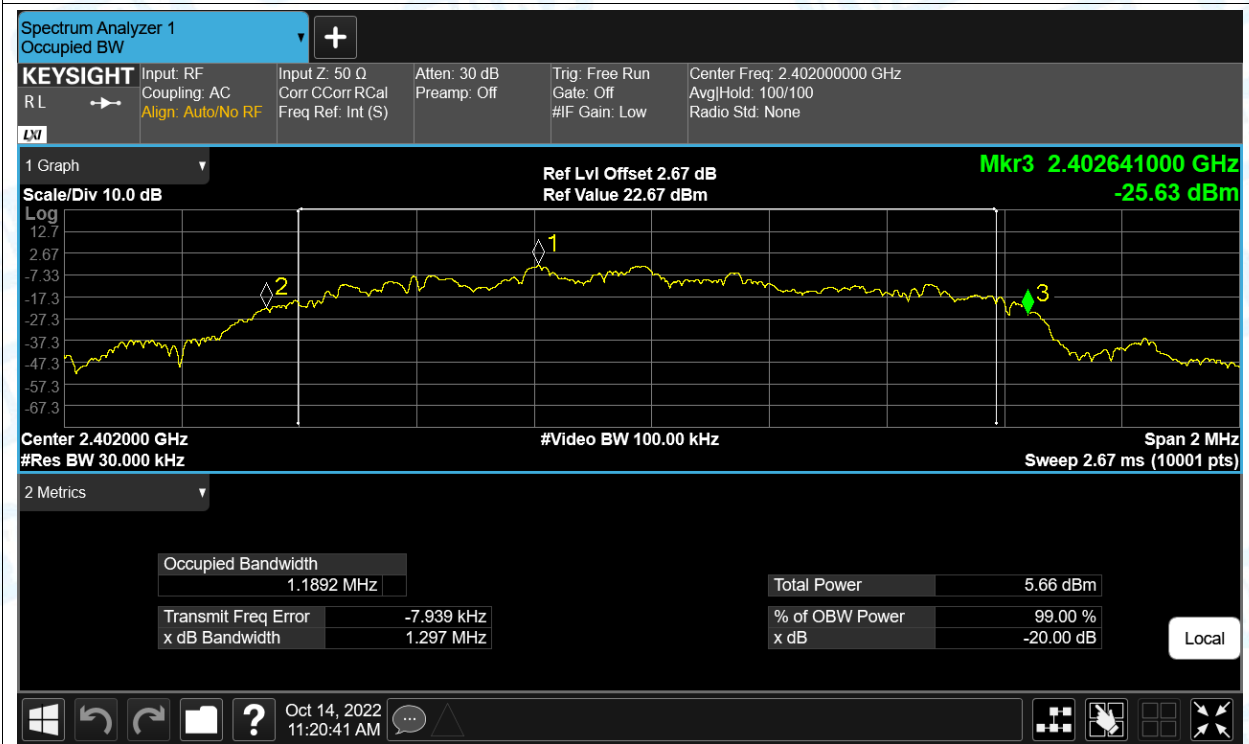 Spectrum Analyzer 1
Occupied BW
KEYSIGHT
R L
LXI
Input: RF
Coupling: AC
Align: Auto/No RF
Input Z: 50 Ω
Corr CCorr RCal
Freq Ref: Int (S)
Atten: 30 dB
Preamp: Off
Trig: Free Run
Gate: Off
#IF Gain: Low
Center Freq: 2.402000000 GHz
Avg|Hold: 100/100
Radio Std: None
1 Graph
Scale/Div 10.0 dB
Ref Lvl Offset 2.67 dB
Ref Value 22.67 dBm
Mkr3 2.402641000 GHz
-25.63 dBm
Log
12.7
2.67
-7.33
-17.3
-27.3
-37.3
-47.3
-57.3
-67.3
1
2
3
Center 2.402000 GHz
#Video BW 100.00 kHz
Span 2 MHz
#Res BW 30.000 kHz
Sweep 2.67 ms (10001 pts)
2 Metrics
Occupied Bandwidth
1.1892 MHz
Total Power 5.66 dBm
Transmit Freq Error -7.939 kHz
% of OBW Power 99.00 %
x dB Bandwidth 1.297 MHz
x dB -20.00 dB
Local
?
Oct 14, 2022
11:20:41 AM